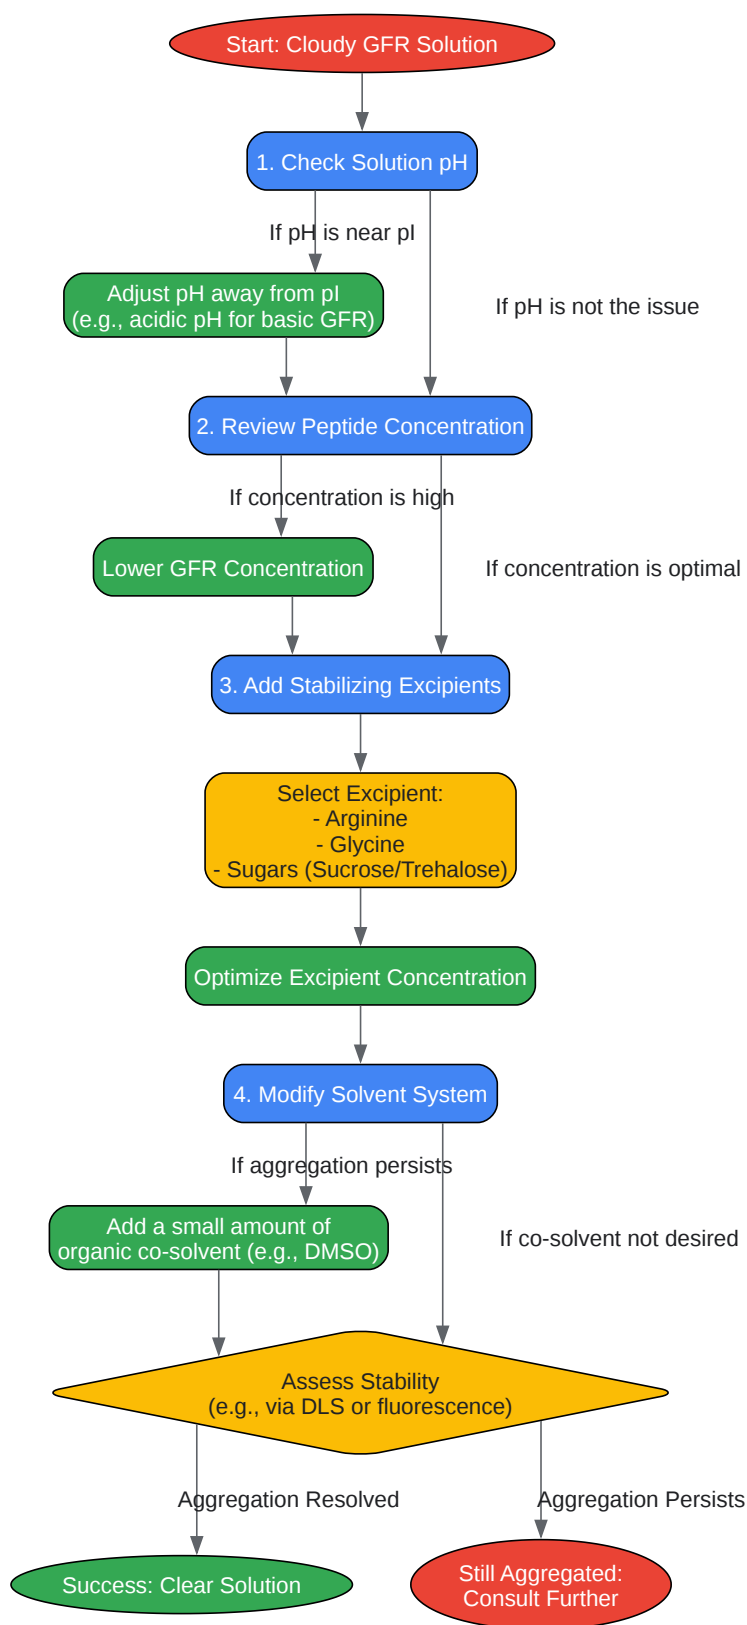 Start: Cloudy GFR Solution
1. Check Solution pH
If pH is near pI
Adjust pH away from pI
(e.g., acidic pH for basic GFR)
If pH is not the issue
2. Review Peptide Concentration
If concentration is high
Lower GFR Concentration
If concentration is optimal
3. Add Stabilizing Excipients
Select Excipient:
- Arginine
- Glycine
- Sugars (Sucrose/Trehalose)
Optimize Excipient Concentration
4. Modify Solvent System
If aggregation persists
Add a small amount of
organic co-solvent (e.g., DMSO)
If co-solvent not desired
Assess Stability
(e.g., via DLS or fluorescence)
Aggregation Resolved
Aggregation Persists
Success: Clear Solution
Still Aggregated:
Consult Further